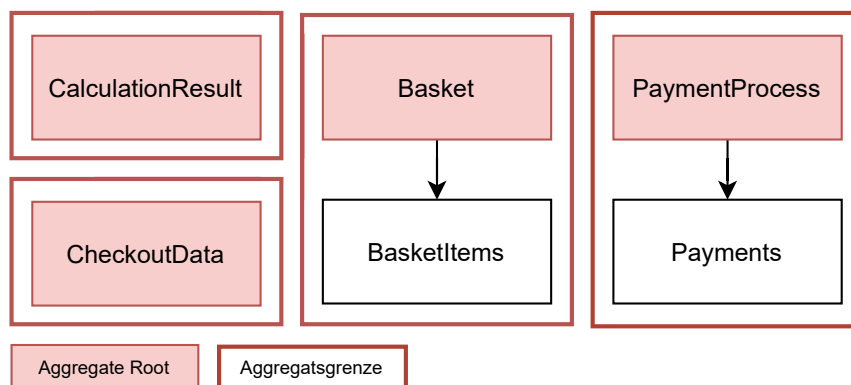 CalculationResult
Basket
PaymentProcess
CheckoutData
BasketItems
Payments
Aggregate Root
Aggregatsgrenze